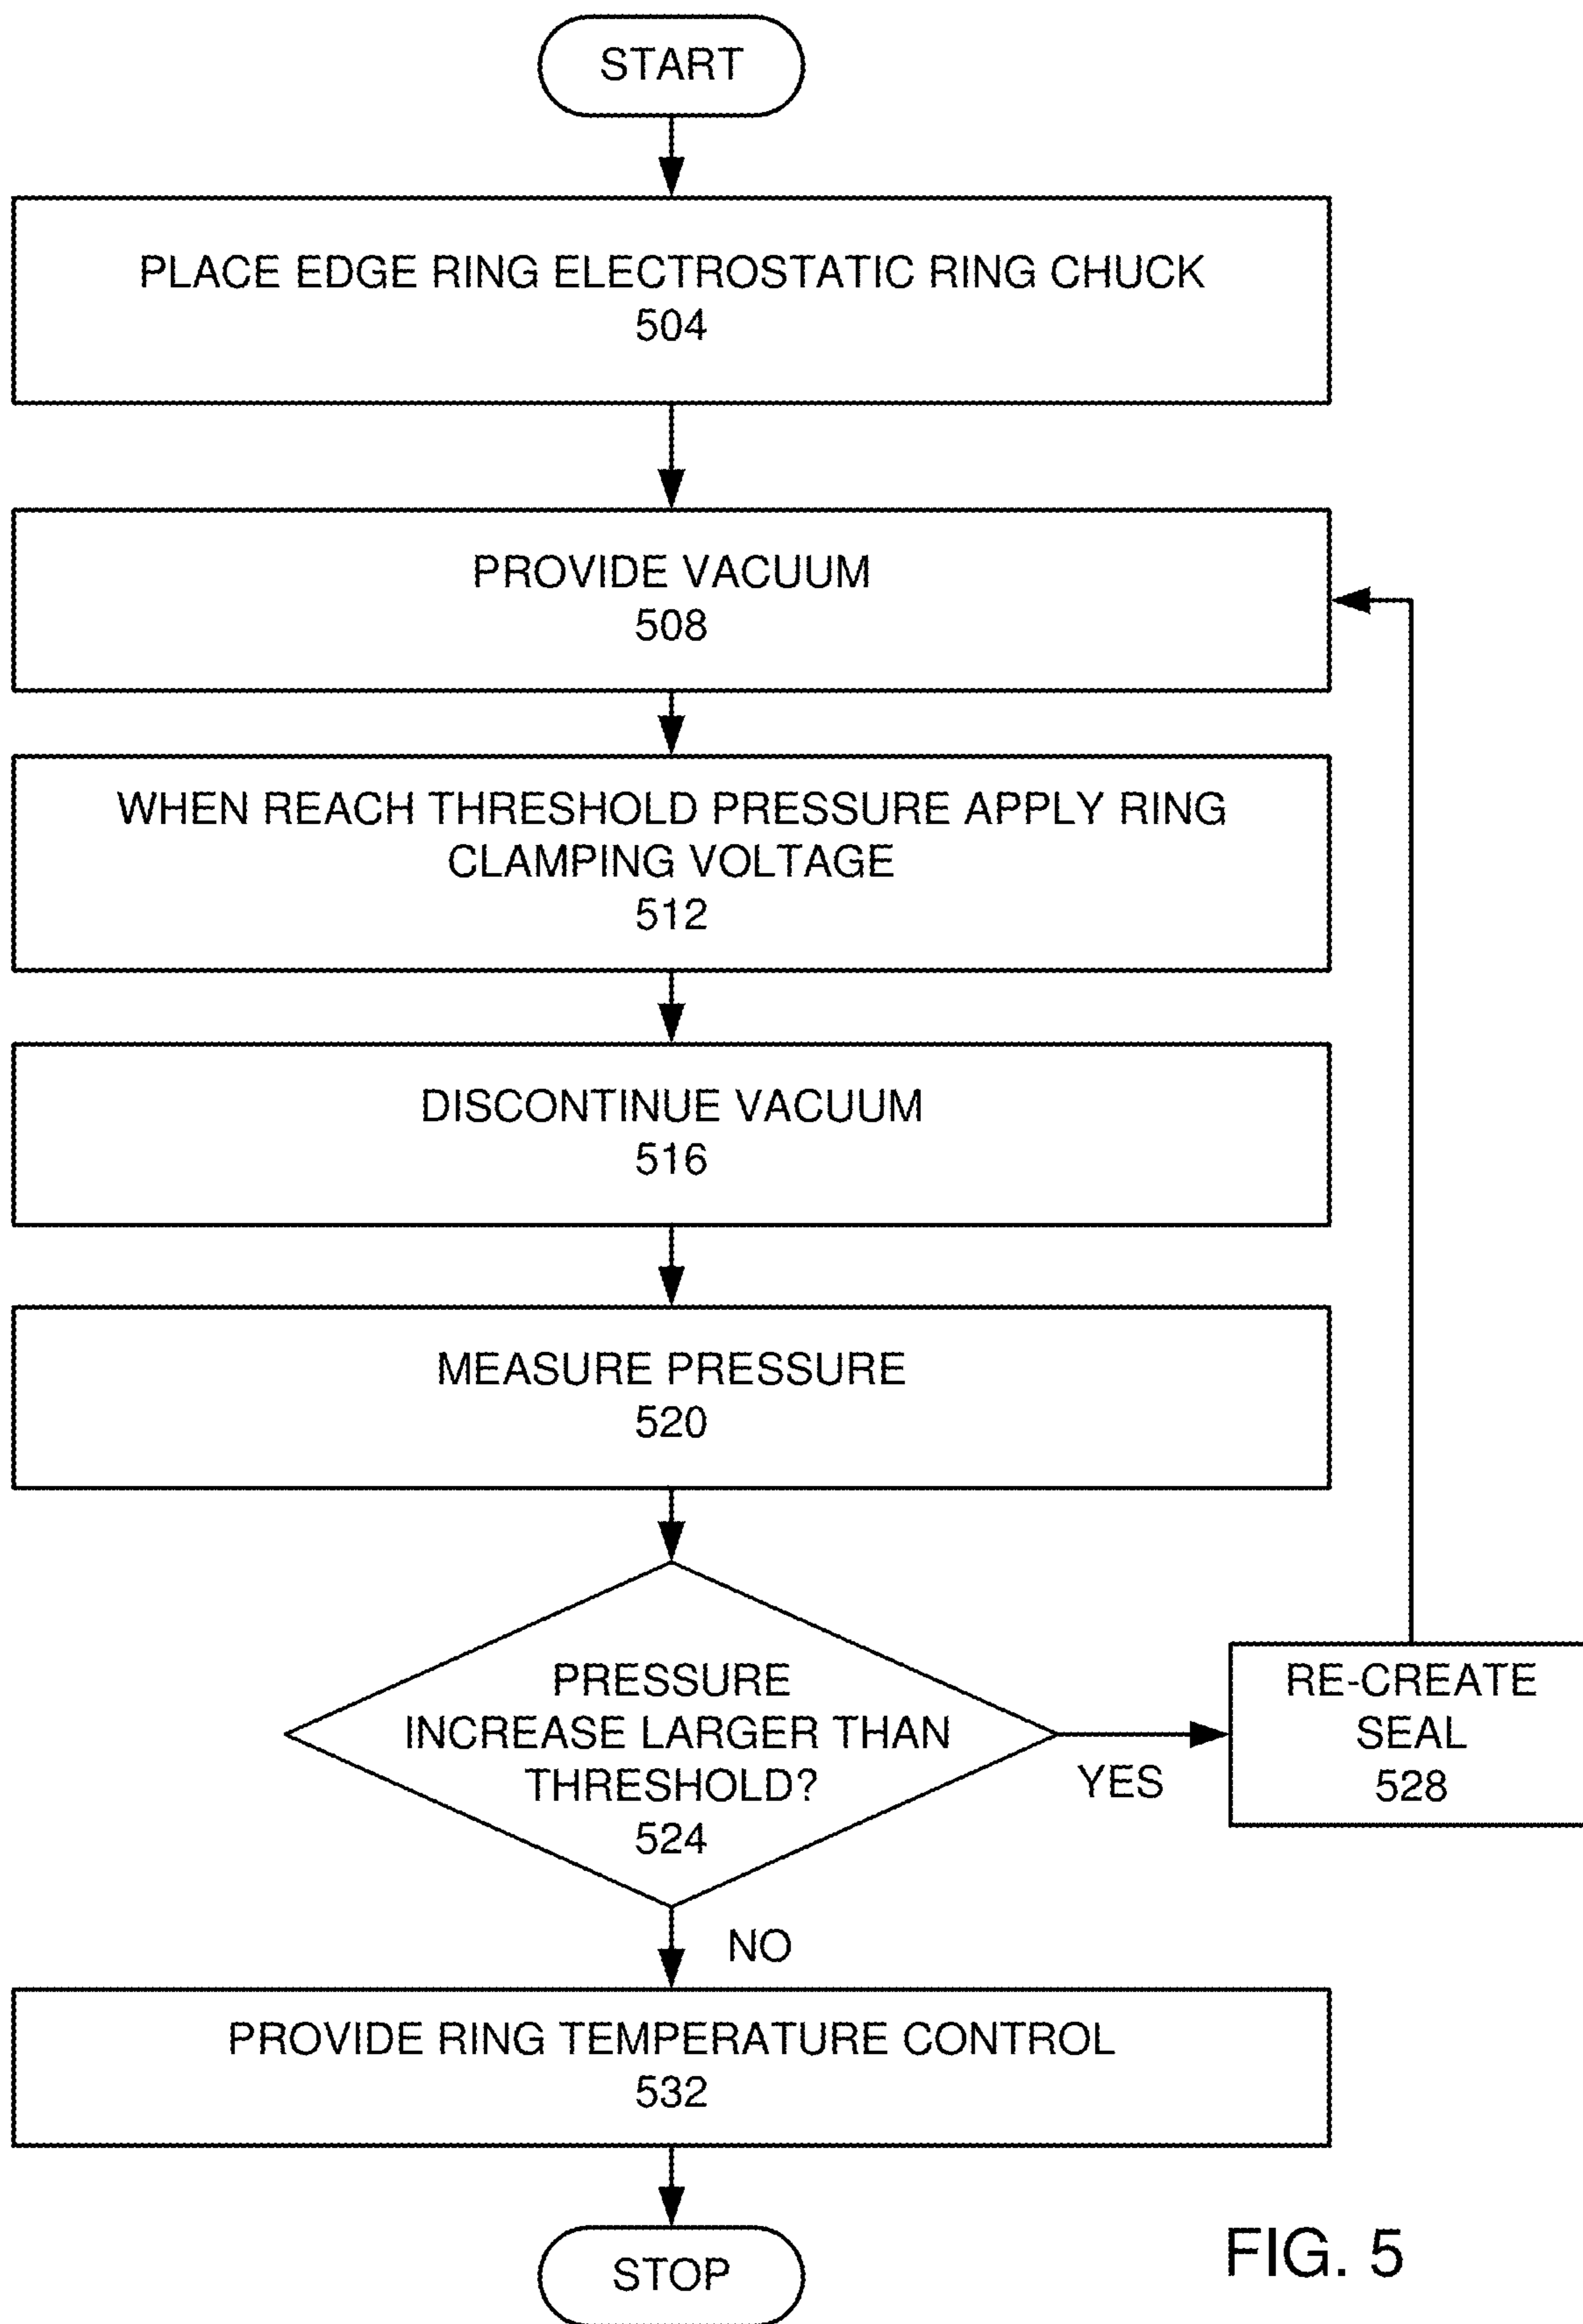 START
PLACE EDGE RING ELECTROSTATIC RING CHUCK
504
PROVIDE VACUUM
508
WHEN REACH THRESHOLD PRESSURE APPLY RING
CLAMPING VOLTAGE
512
DISCONTINUE VACUUM
516
MEASURE PRESSURE
520
PRESSURE
INCREASE LARGER THAN
THRESHOLD?
524
YES
RE-CREATE
SEAL
528
NO
PROVIDE RING TEMPERATURE CONTROL
532
STOP
FIG. 5